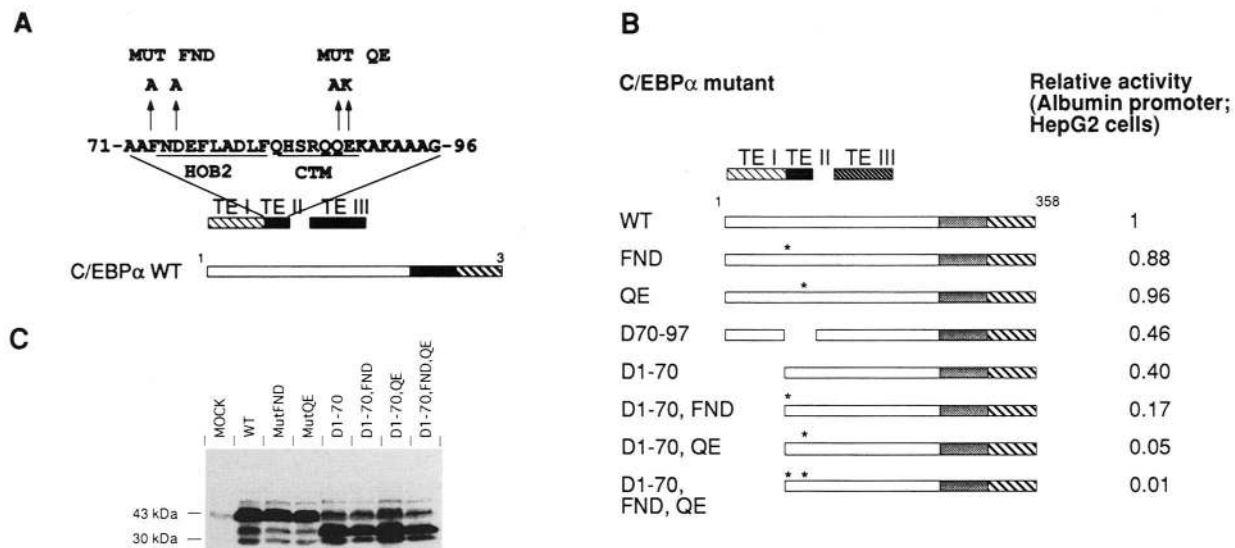 A
MUT FND
MUT QE
A A
AK
71-AAFNDEFLADLFQHSRQQEKAKAAAG-96
HOB2
CTM
TE I TE II TE III
1 3
C/EBPα WT
B
C/EBPα mutant
Relative activity
(Albumin promoter;
HepG2 cells)
TE I TE II TE III
1 358
WT 1
FND 0.88
*
QE 0.96
*
D70-97 0.46
D1-70 0.40
D1-70, FND 0.17
*
D1-70, QE 0.05
*
D1-70, 0.01
FND, QE
* *
C
MOCK
WT
MutFND
MutQE
D1-70
D1-70,FND
D1-70,QE
D1-70,FND,QE
43 kDa
30 kDa